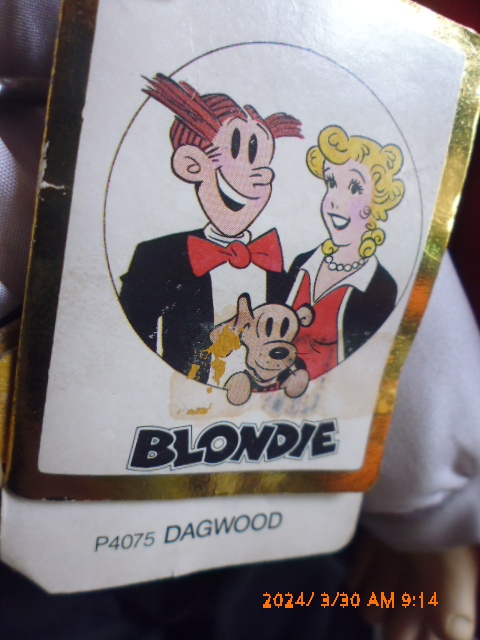 BLONDIE
P4075 DAGWOOD
2024/ 3/30 AM 9:14